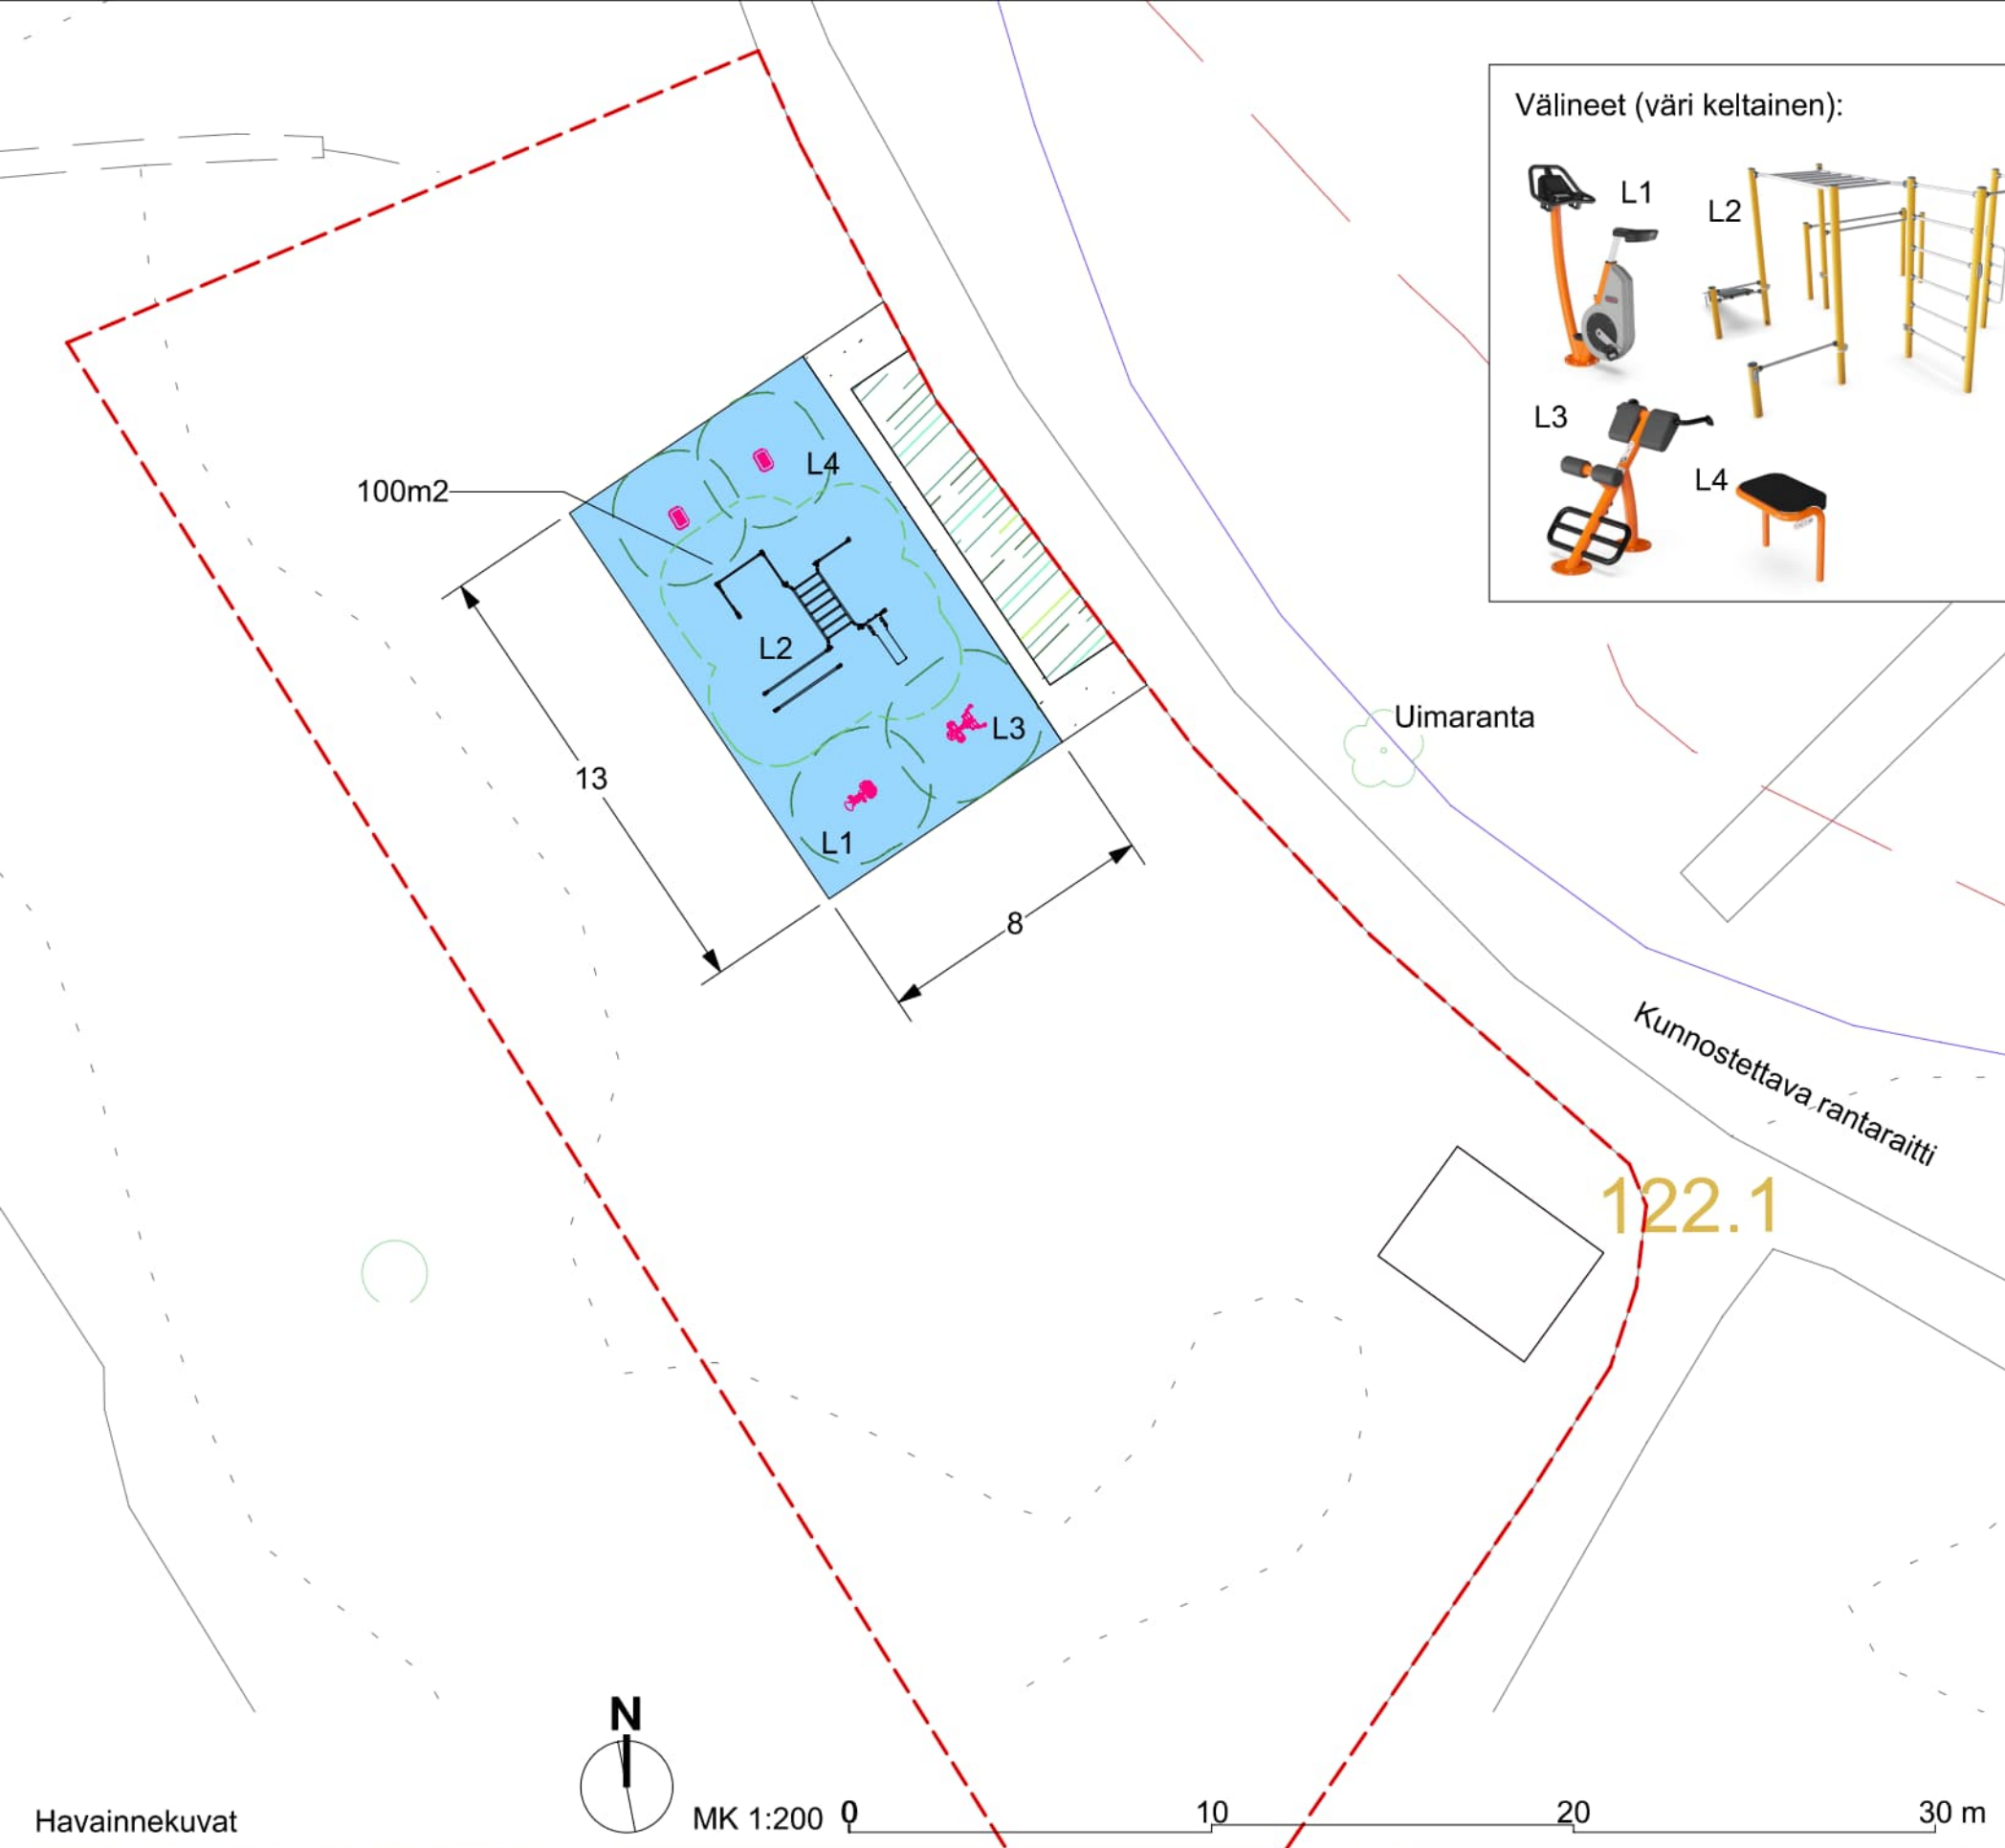 Välineet (väri keltainen):
L1
L2
L3
L4
L4
100m2
L2
L3
L1
13
8
Uimaranta
Kunnostettava rantaraitti
122.1
N
Havainnekuvat
MK 1:200
0
10
20
30 m